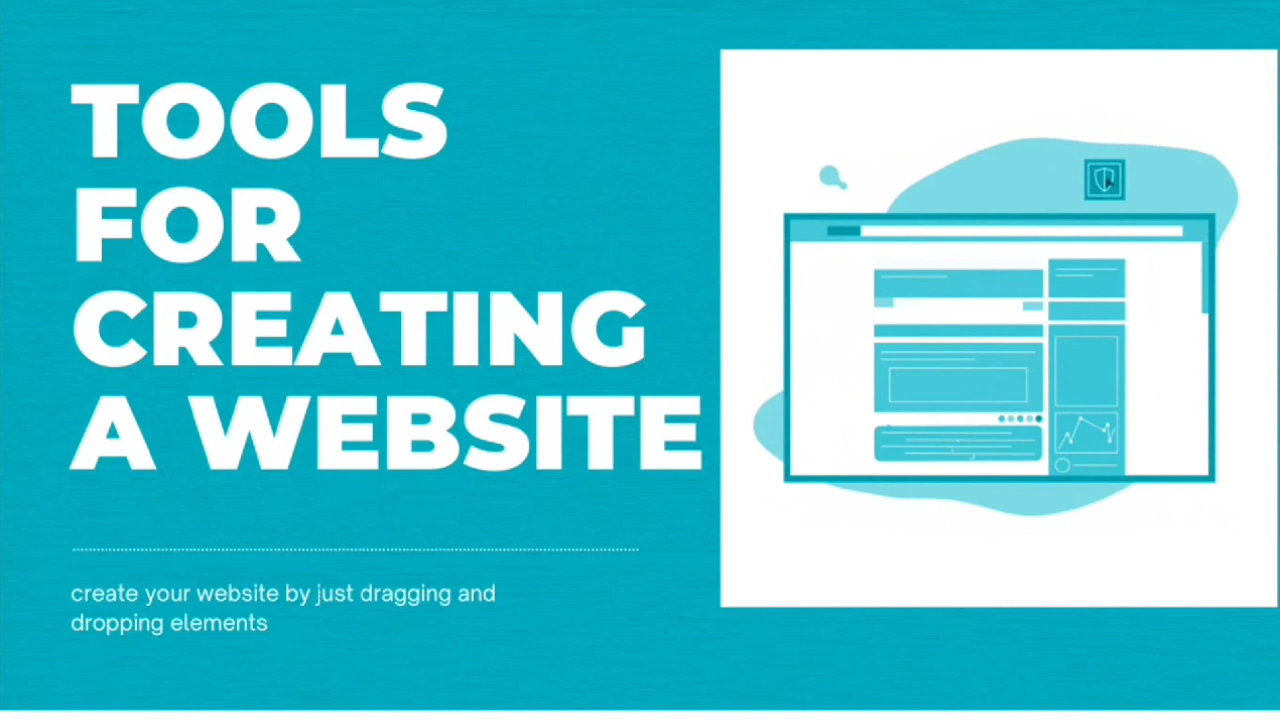 TOOLS
FOR
CREATING
A WEBSITE
create your website by just dragging and
dropping elements